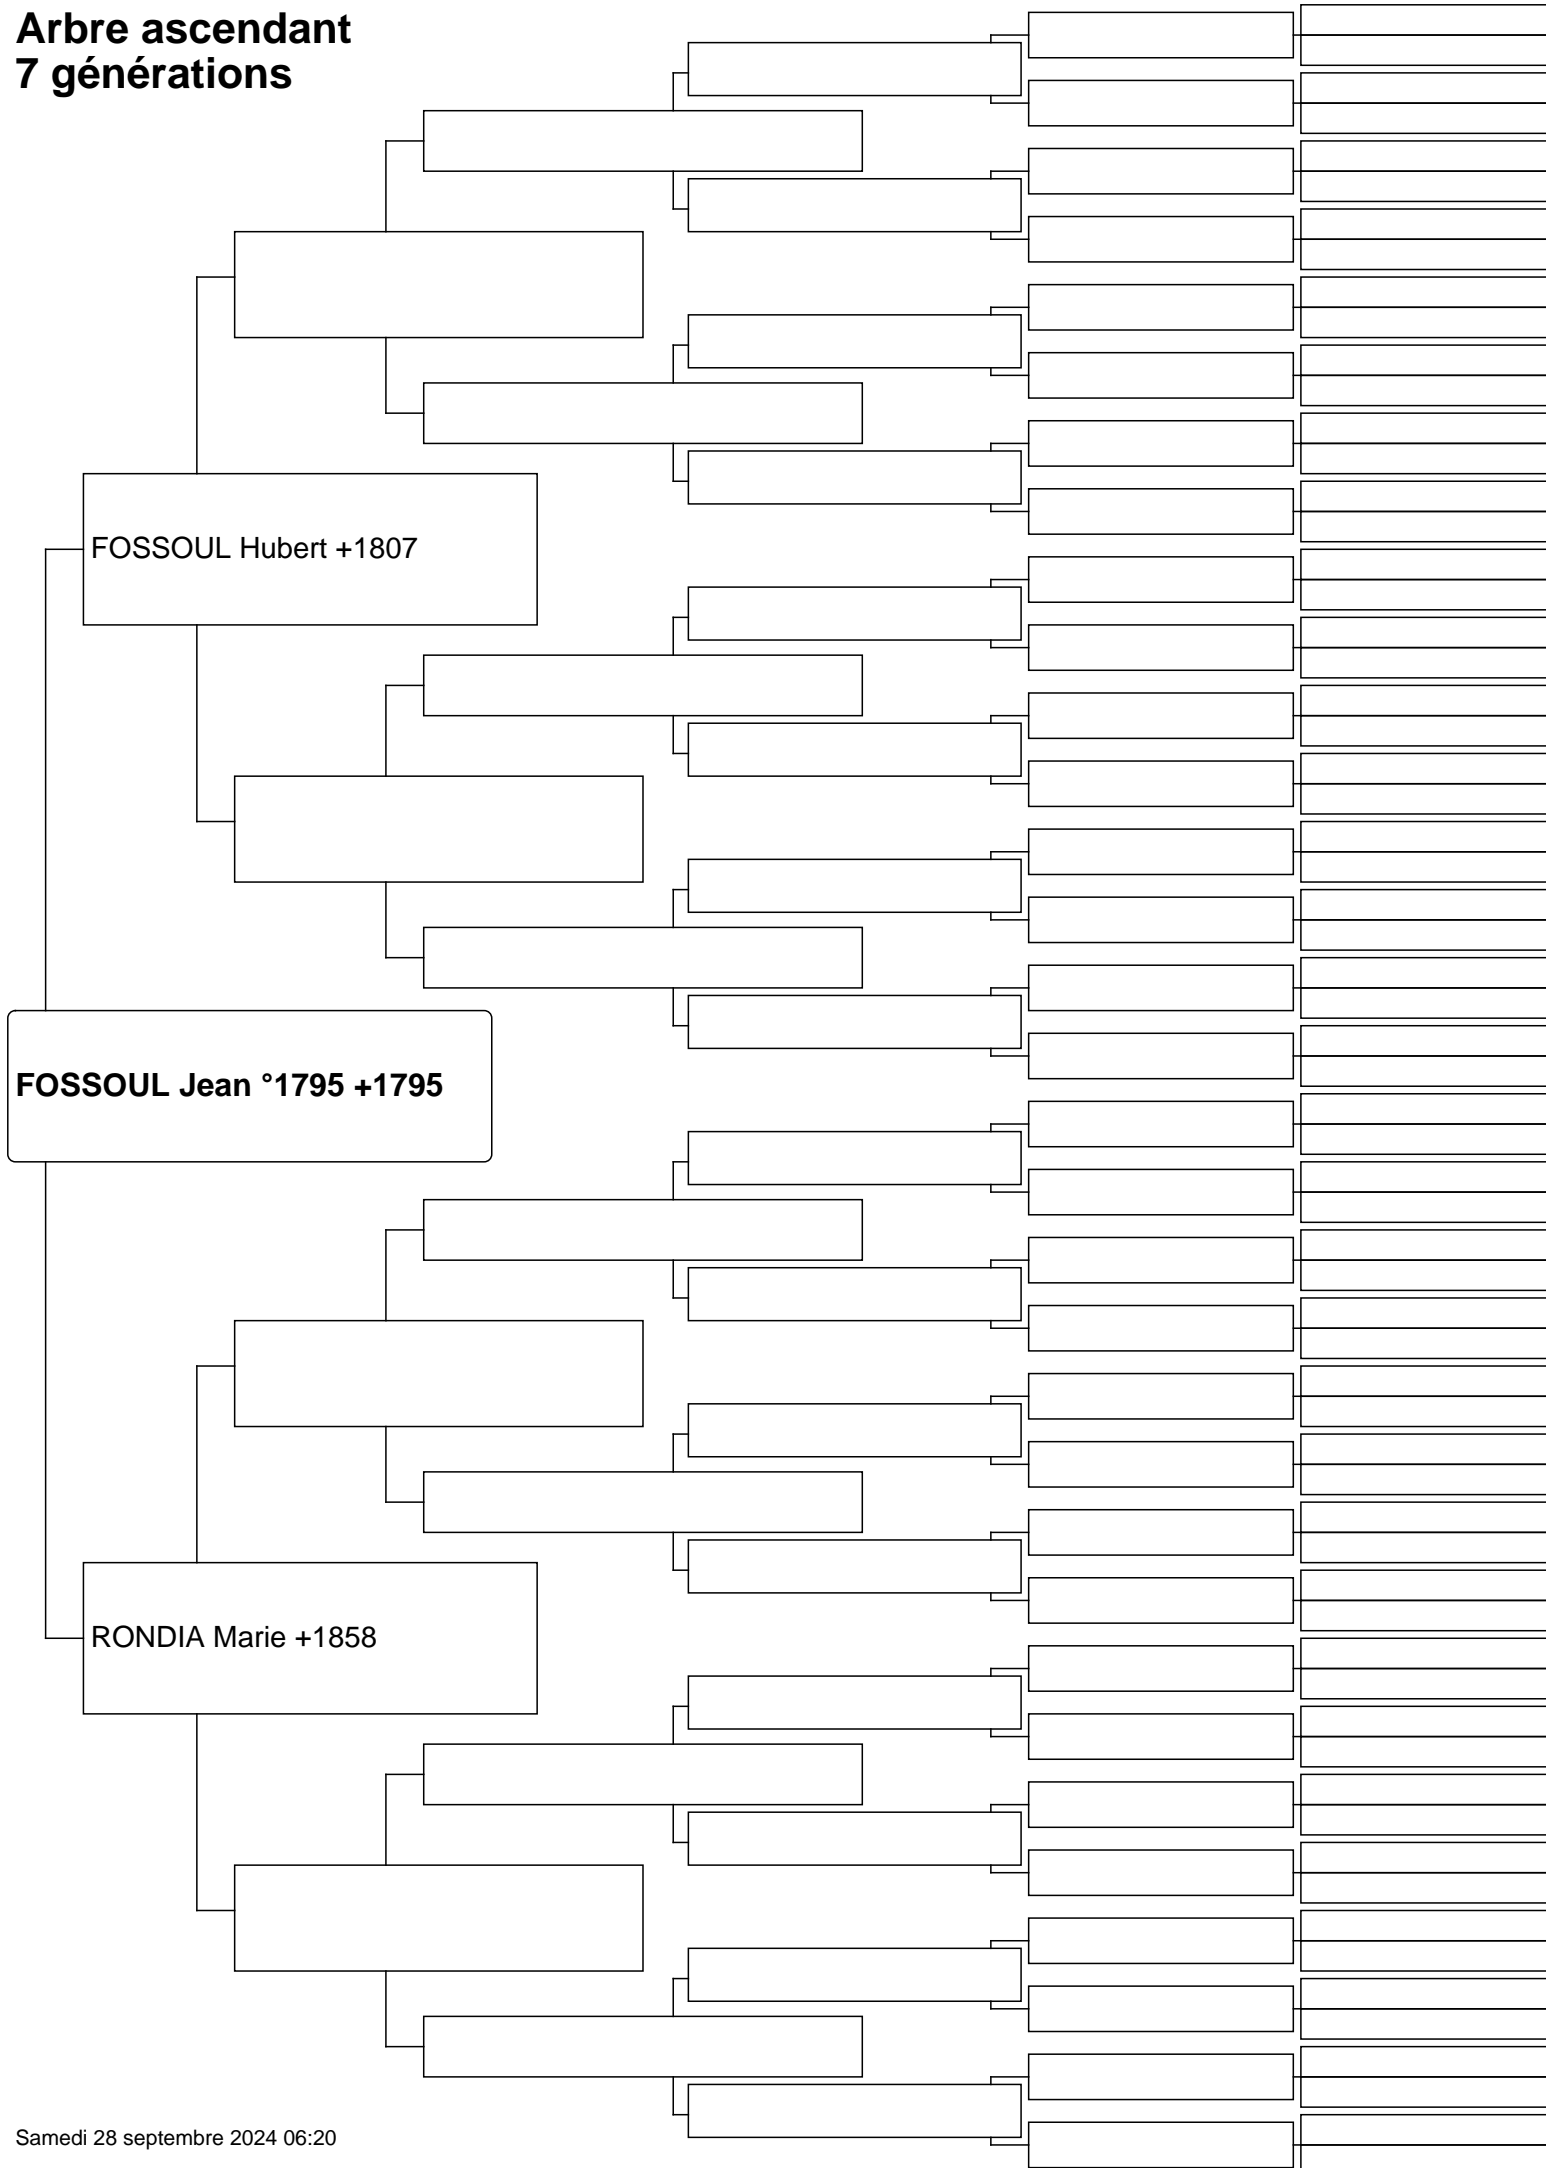 Arbre ascendant
7 générations
FOSSOUL Hubert +1807
FOSSOUL Jean °1795 +1795
RONDIA Marie +1858
Samedi 28 septembre 2024 06:20